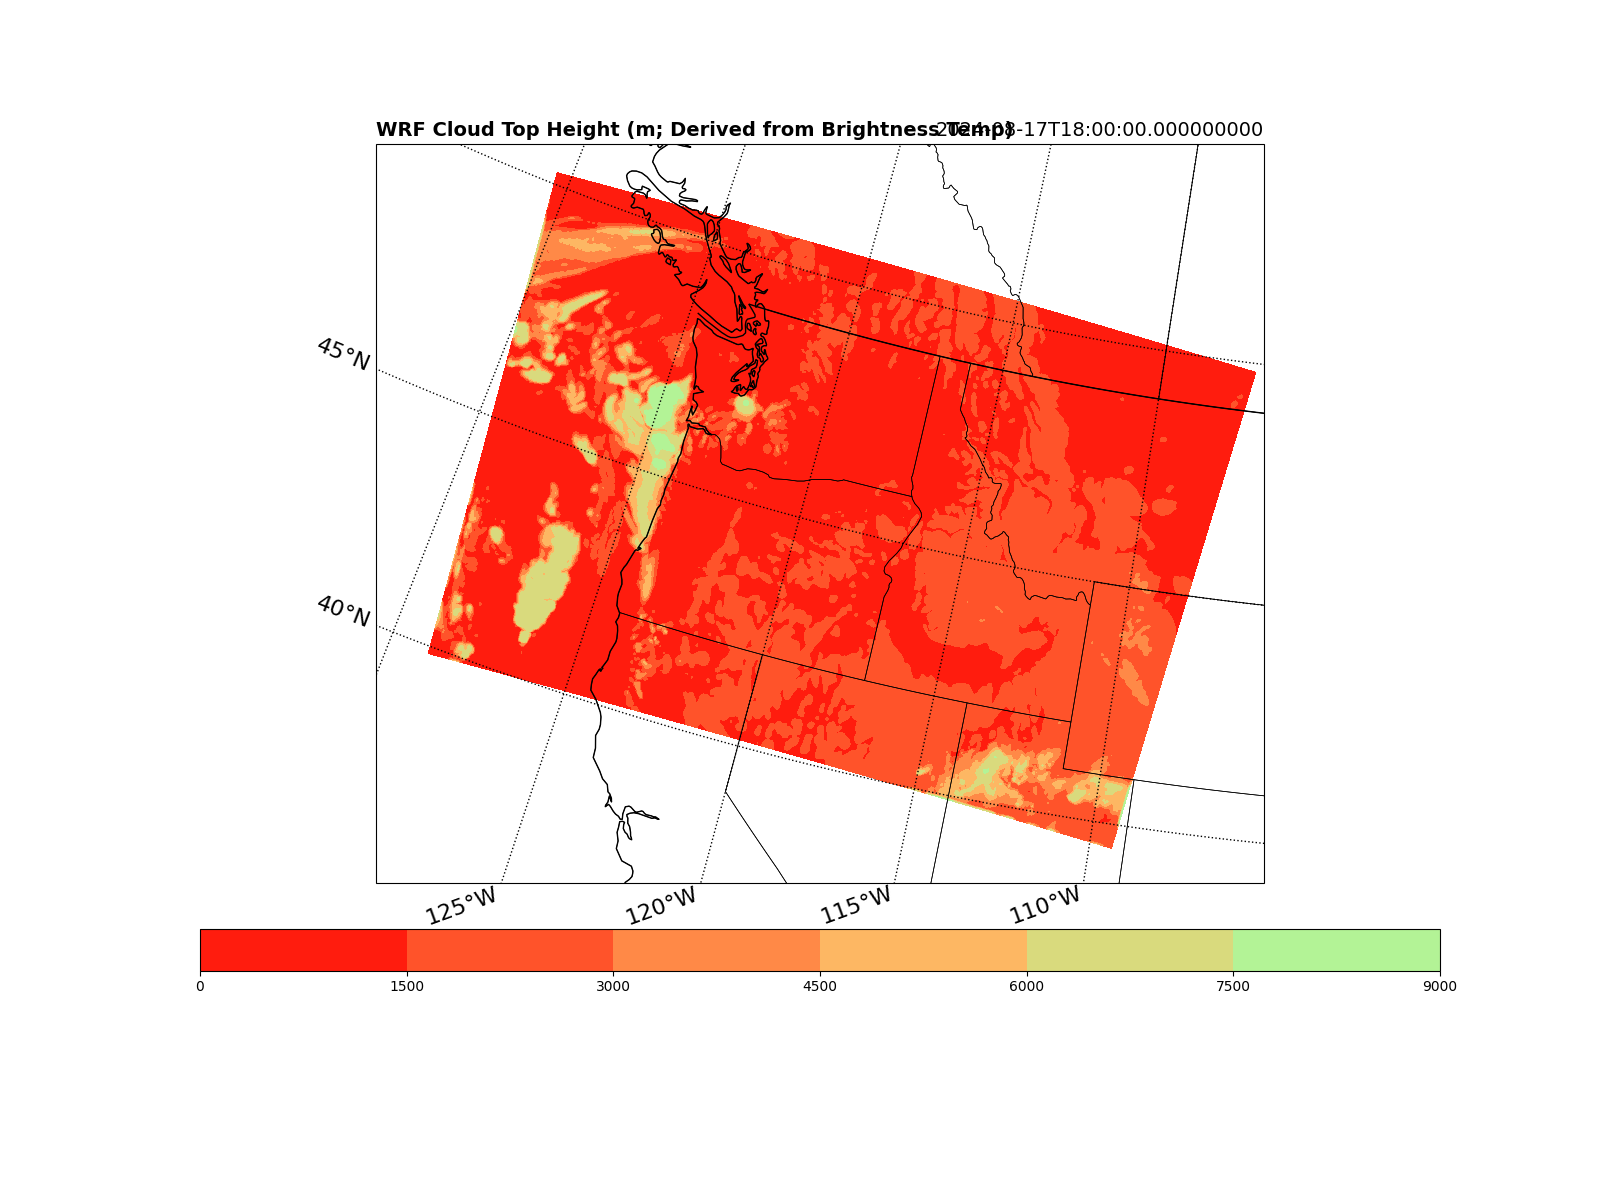 WRF Cloud Top Height (m; Derived from Brightness Temp)
2024-08-17T18:00:00.000000000
45°N
40°N
125°W 120°W 115°W 110°W
0 1500 3000 4500 6000 7500 9000